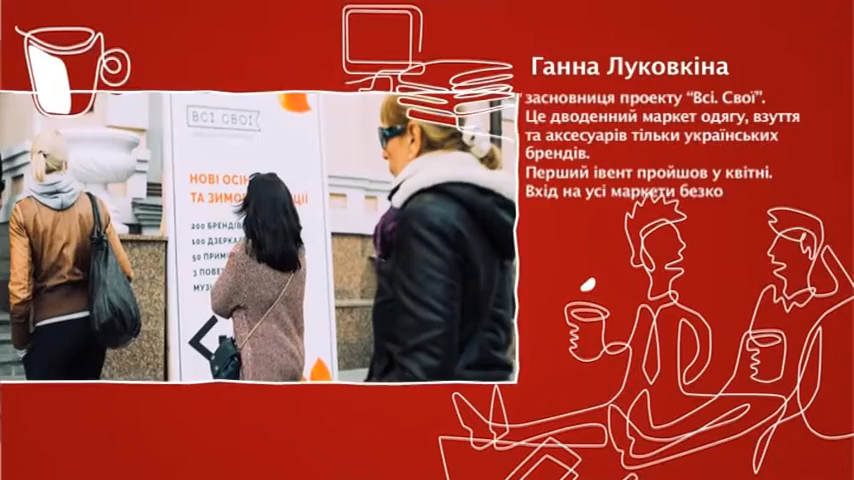 Ганна Луковкіна
засновниця проекту "Всі. Свої".
Це дводенний маркет одягу, взуття
та аксесуарів тільки українських
брендів.
Перший івент пройшов у квітні.
Вхід на усі маркети безко
ВСІ. СВОЇ
НОВІ ОСІН
ТА ЗИМО
200 БРЕНДІВ
100 ДЗЕРКА
50 ПРИМІ
3 ПОВЕ
МУЗ